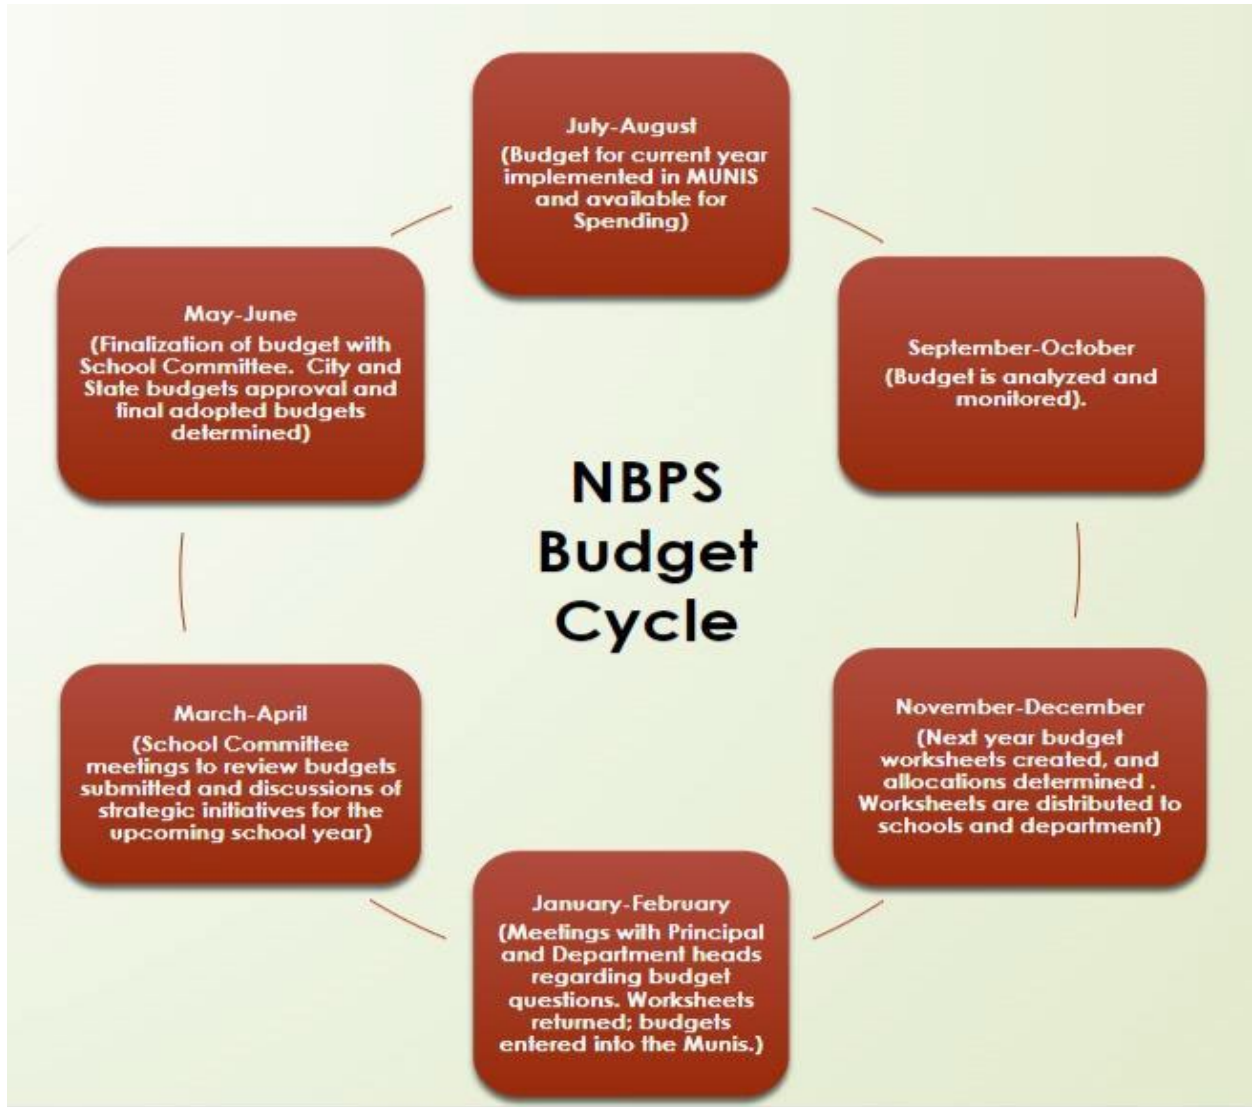 July-August
(Budget for current year
implemented in MUNIS
and available for
Spending)
September-October
(Budget is analyzed and
monitored).
November-December
(Next year budget
worksheets created, and
allocations determined .
Worksheets are distributed to
schools and department)
January-February
(Meetings with Principal
and Department heads
regarding budget
questions. Worksheets
returned; budgets
entered into the Munis.)
March-April
(School Committee
meetings to review budgets
submitted and discussions of
strategic initiatives for the
upcoming school year)
May-June
(Finalization of budget with
School Committee.  City and
State budgets approval and
final adopted budgets
determined)
NBPS
Budget
Cycle